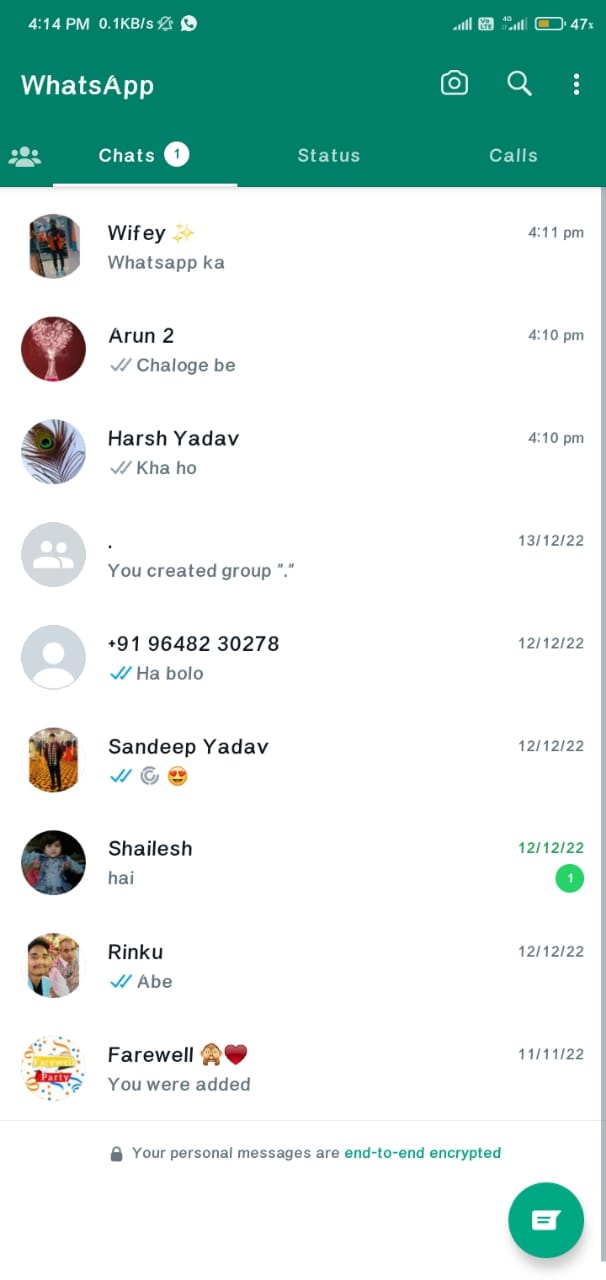 4:14 PM 0.1KB/s 4G 47%
WhatsApp
Chats 1 Status Calls
Wifey ✨ 4:11 pm
Whatsapp ka
Arun 2 4:10 pm
Chaloge be
Harsh Yadav 4:10 pm
Kha ho
. 13/12/22
You created group "."
+91 96482 30278 12/12/22
Ha bolo
Sandeep Yadav 12/12/22
😍
Shailesh 12/12/22
hai 1
Rinku 12/12/22
Abe
Farewell 🙈❤️ 11/11/22
Farewell
Party
You were added
Your personal messages are end-to-end encrypted